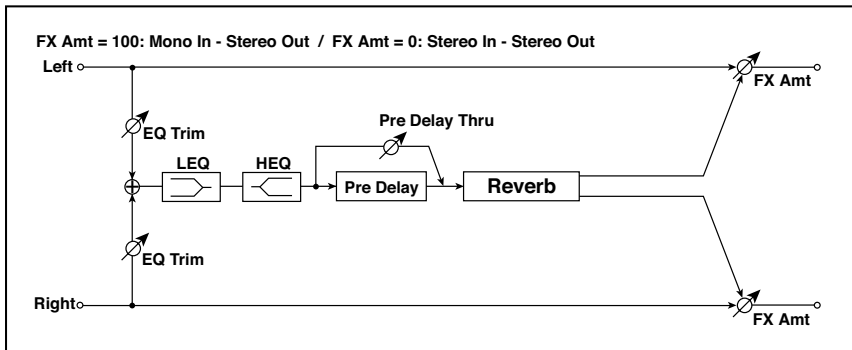 FX Amt = 100: Mono In - Stereo Out / FX Amt = 0: Stereo In - Stereo Out
Left
FX Amt
EQ Trim
Pre Delay Thru
LEQ
HEQ
Pre Delay
Reverb
EQ Trim
Right
FX Amt